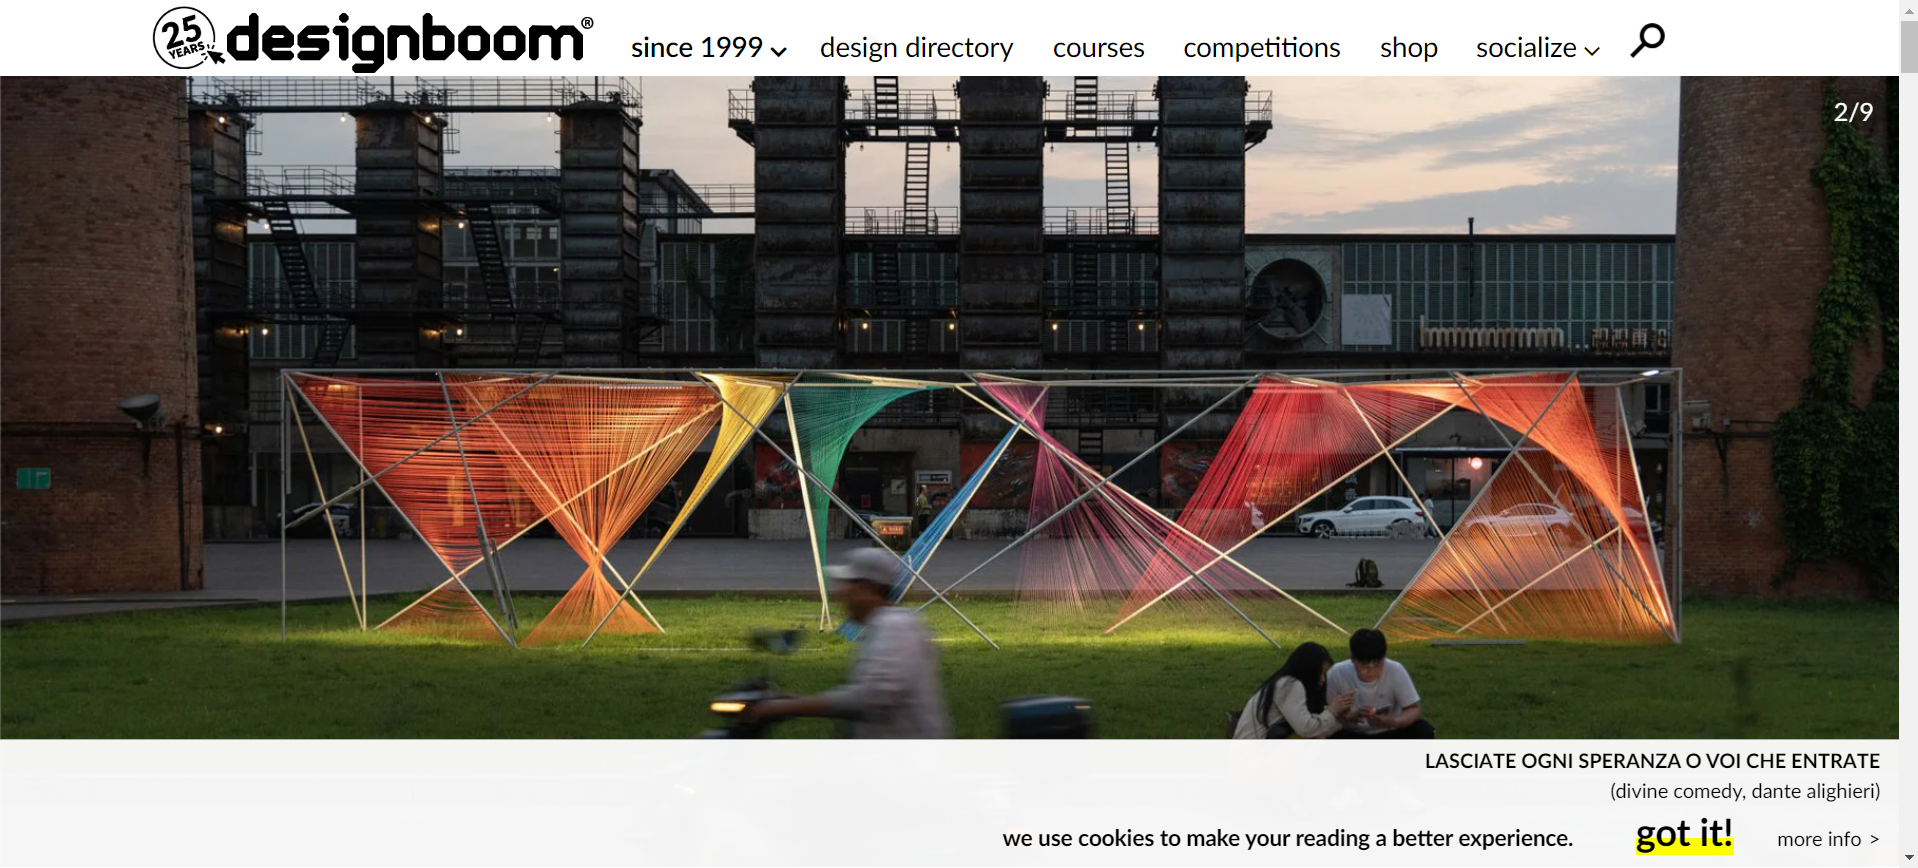 25 YEARS designboom®
since 1999 design directory courses competitions shop socialize
2/9
LASCIATE OGNI SPERANZA O VOI CHE ENTRATE
(divine comedy, dante alighieri)
we use cookies to make your reading a better experience. got it! more info >